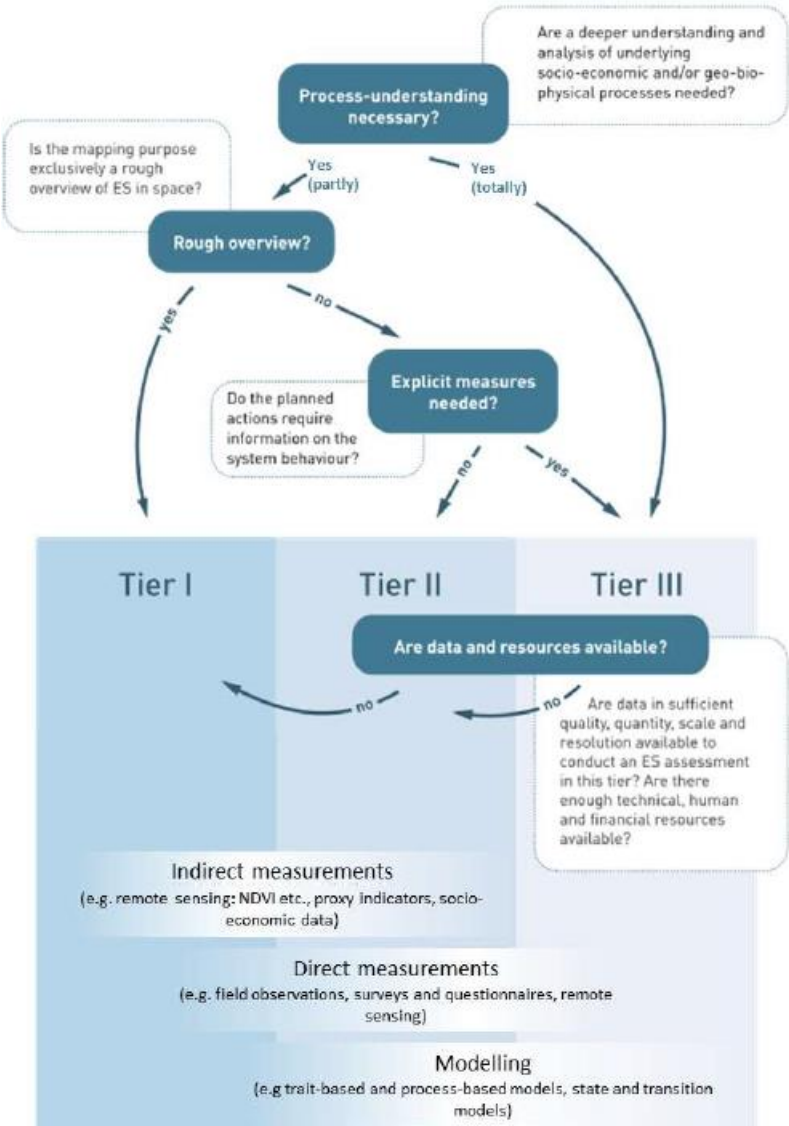 Are a deeper understanding and
analysis of underlying
socio-economic and/or geo-bio-
physical processes needed?
Process-understanding
necessary?
Is the mapping purpose
exclusively a rough
overview of ES in space?
Yes
(partly)
Yes
(totally)
Rough overview?
yes
no
Explicit measures
needed?
Do the planned
actions require
information on the
system behaviour?
no
yes
Tier I
Tier II
Tier III
Are data and resources available?
no
no
Are data in sufficient
quality, quantity, scale and
resolution available to
conduct an ES assessment
in this tier? Are there
enough technical, human
and financial resources
available?
Indirect measurements
(e.g. remote sensing: NDVI etc., proxy indicators, socio-
economic data)
Direct measurements
(e.g. field observations, surveys and questionnaires, remote
sensing)
Modelling
(e.g trait-based and process-based models, state and transition
models)